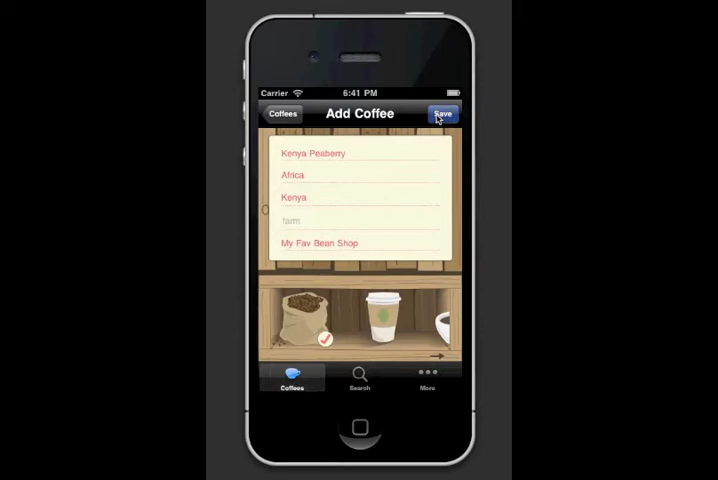 Carrier 6:41 PM
Coffees Add Coffee Save
Kenya Peaberry
Africa
Kenya
farm
My Fav Bean Shop
Coffees Search More